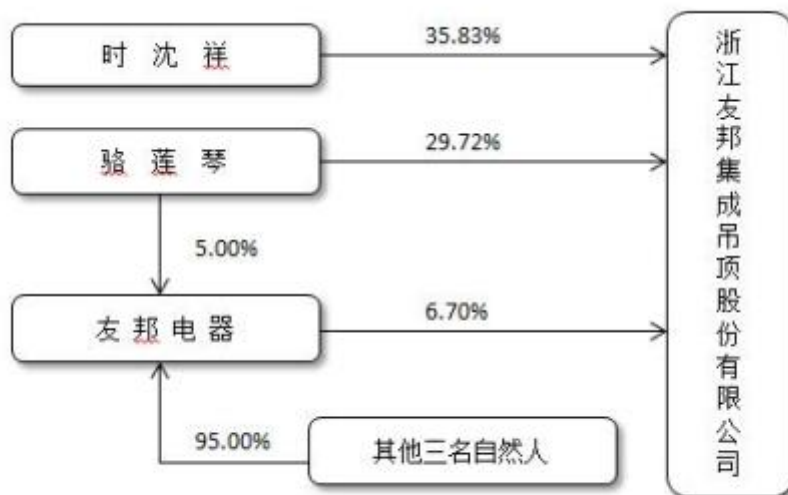 时沈祥
35.83%
骆莲琴
29.72%
5.00%
友邦电器
6.70%
95.00%
其他三名自然人
浙江友邦集成吊顶股份有限公司